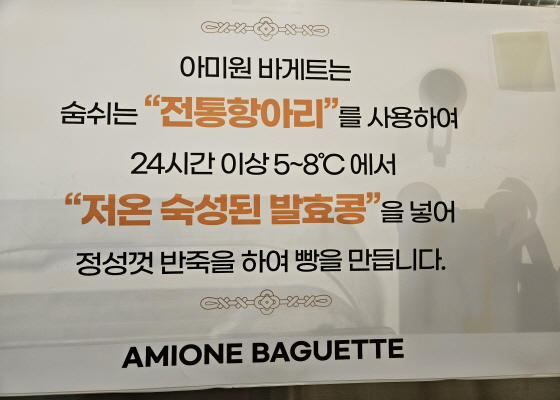 아미원 바게트는
숨쉬는 “전통항아리”를 사용하여
24시간 이상 5~8℃ 에서
“저온 숙성된 발효콩”을 넣어
정성껏 반죽을 하여 빵을 만듭니다.
AMIONE BAGUETTE